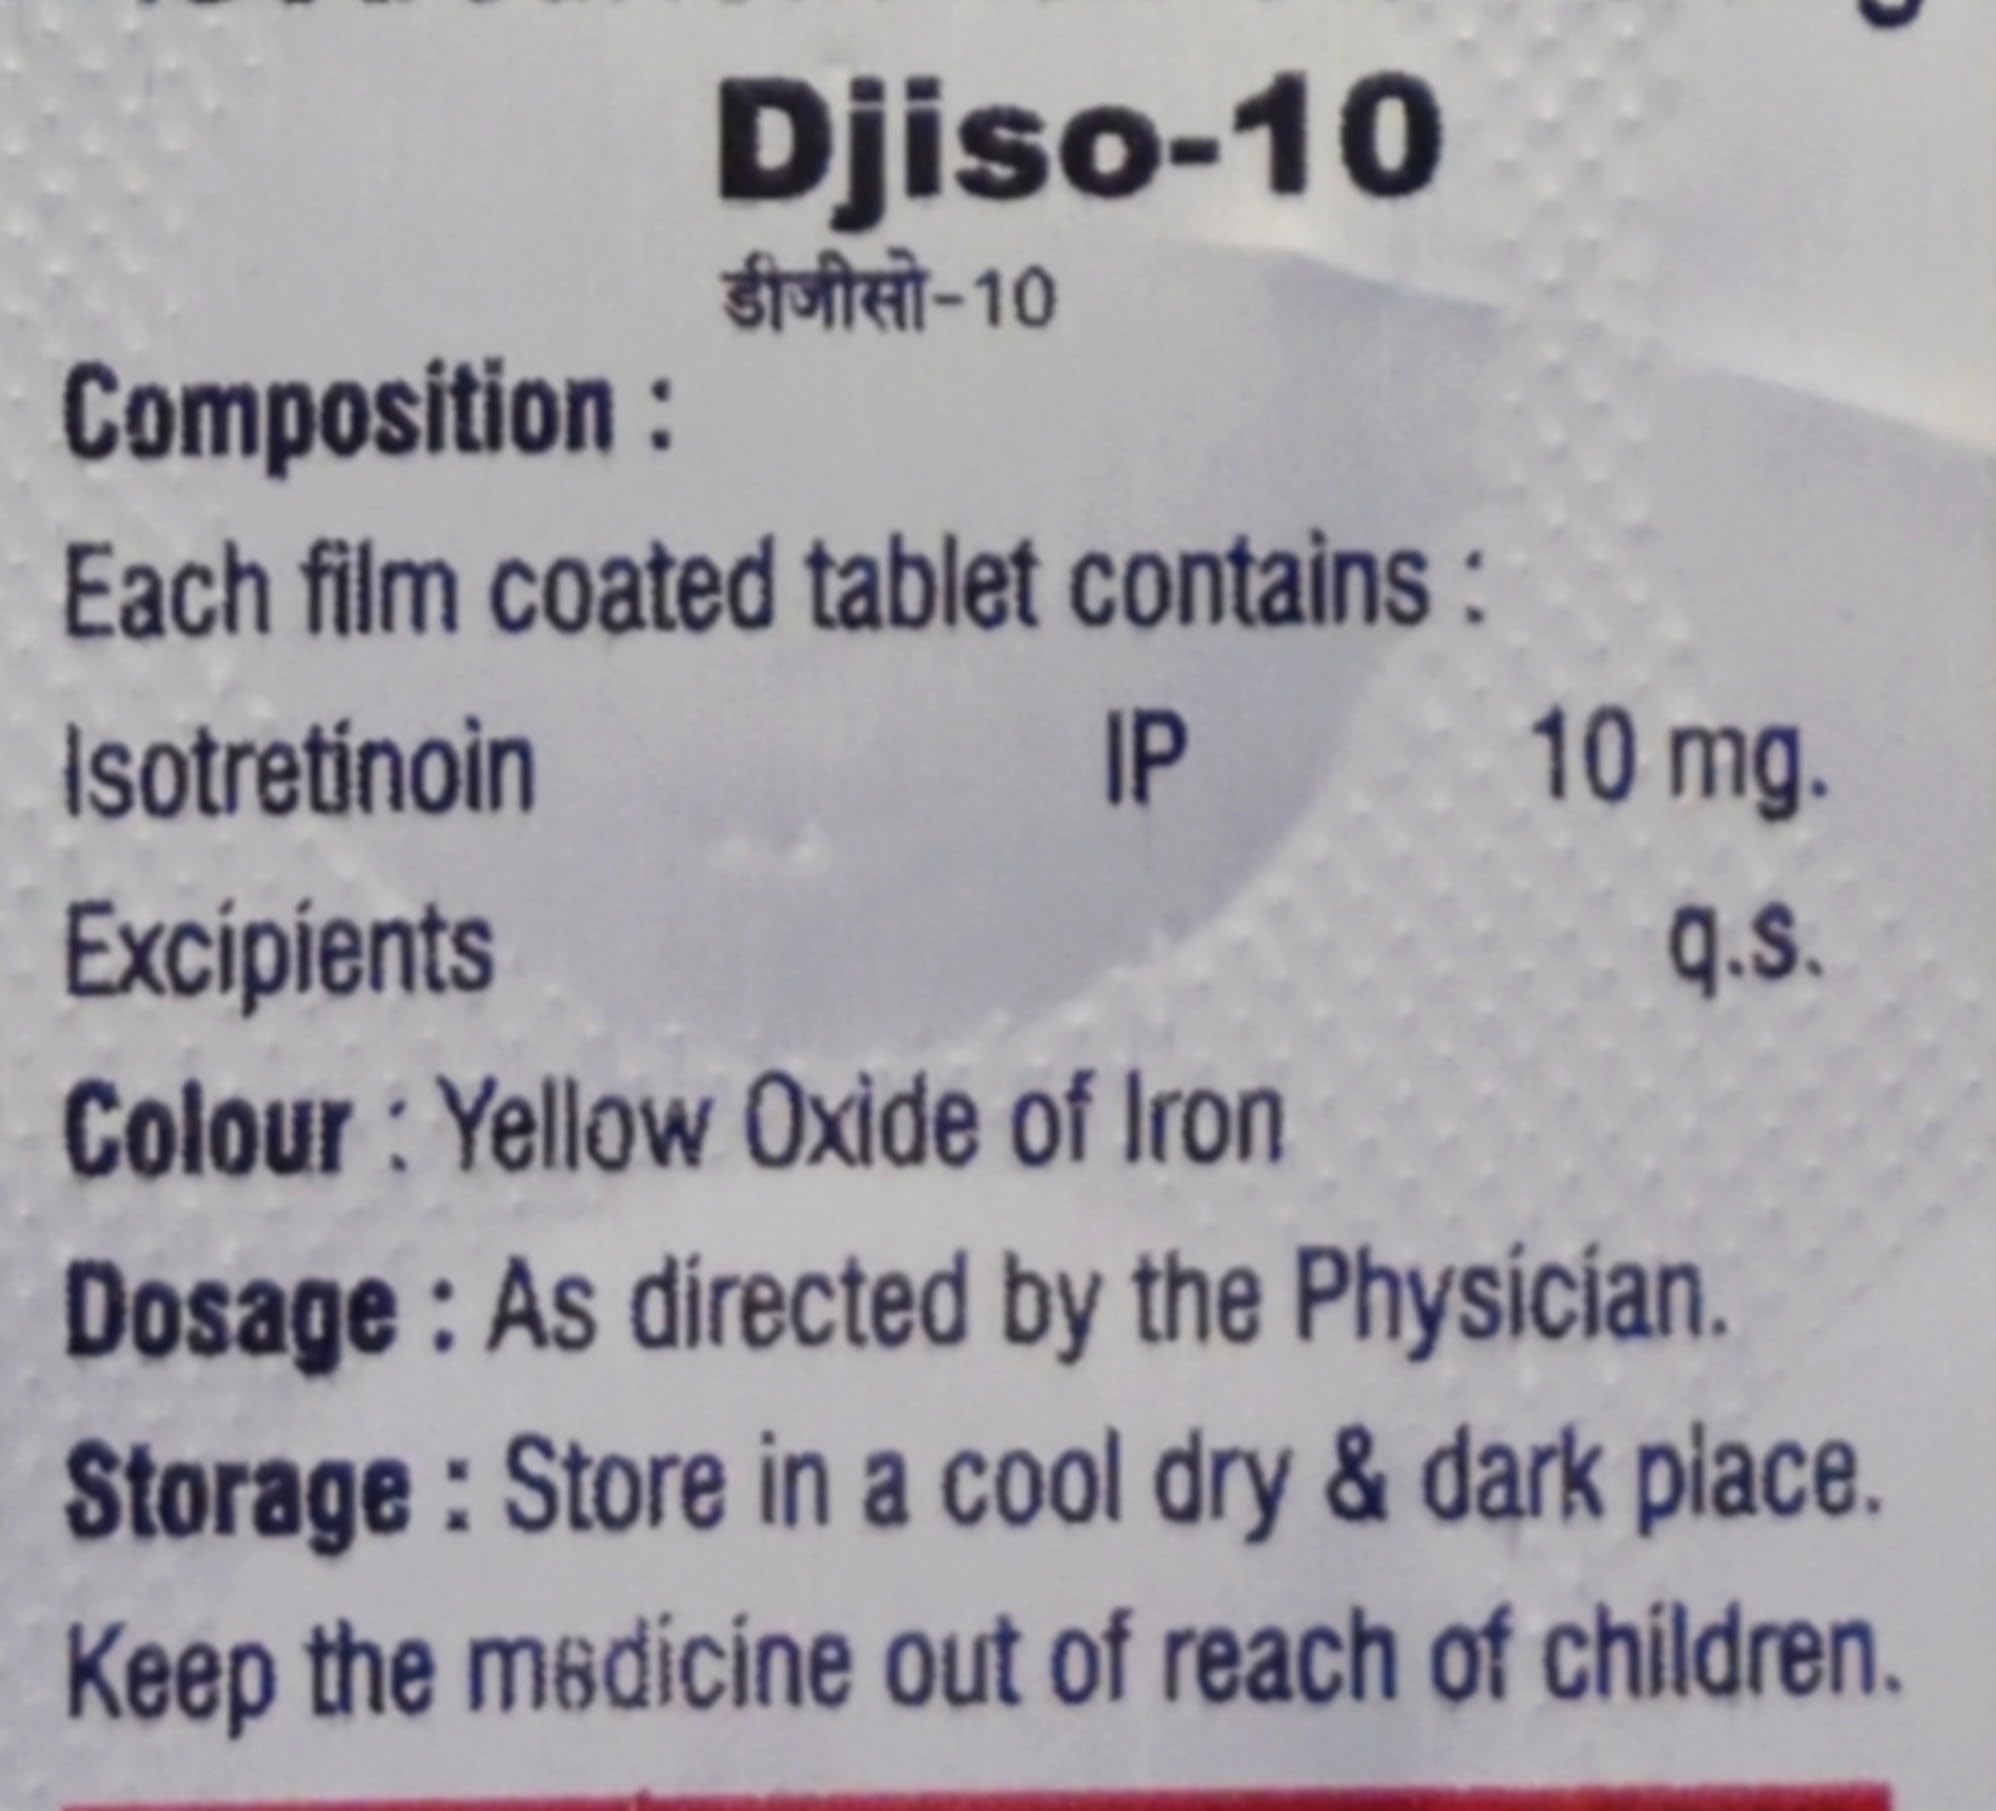 Djiso-10
डीजीसो-10
Composition :
Each film coated tablet contains :
Isotretinoin IP 10 mg.
Excipients q.s.
Colour : Yellow Oxide of Iron
Dosage : As directed by the Physician.
Storage : Store in a cool dry & dark place.
Keep the medicine out of reach of children.